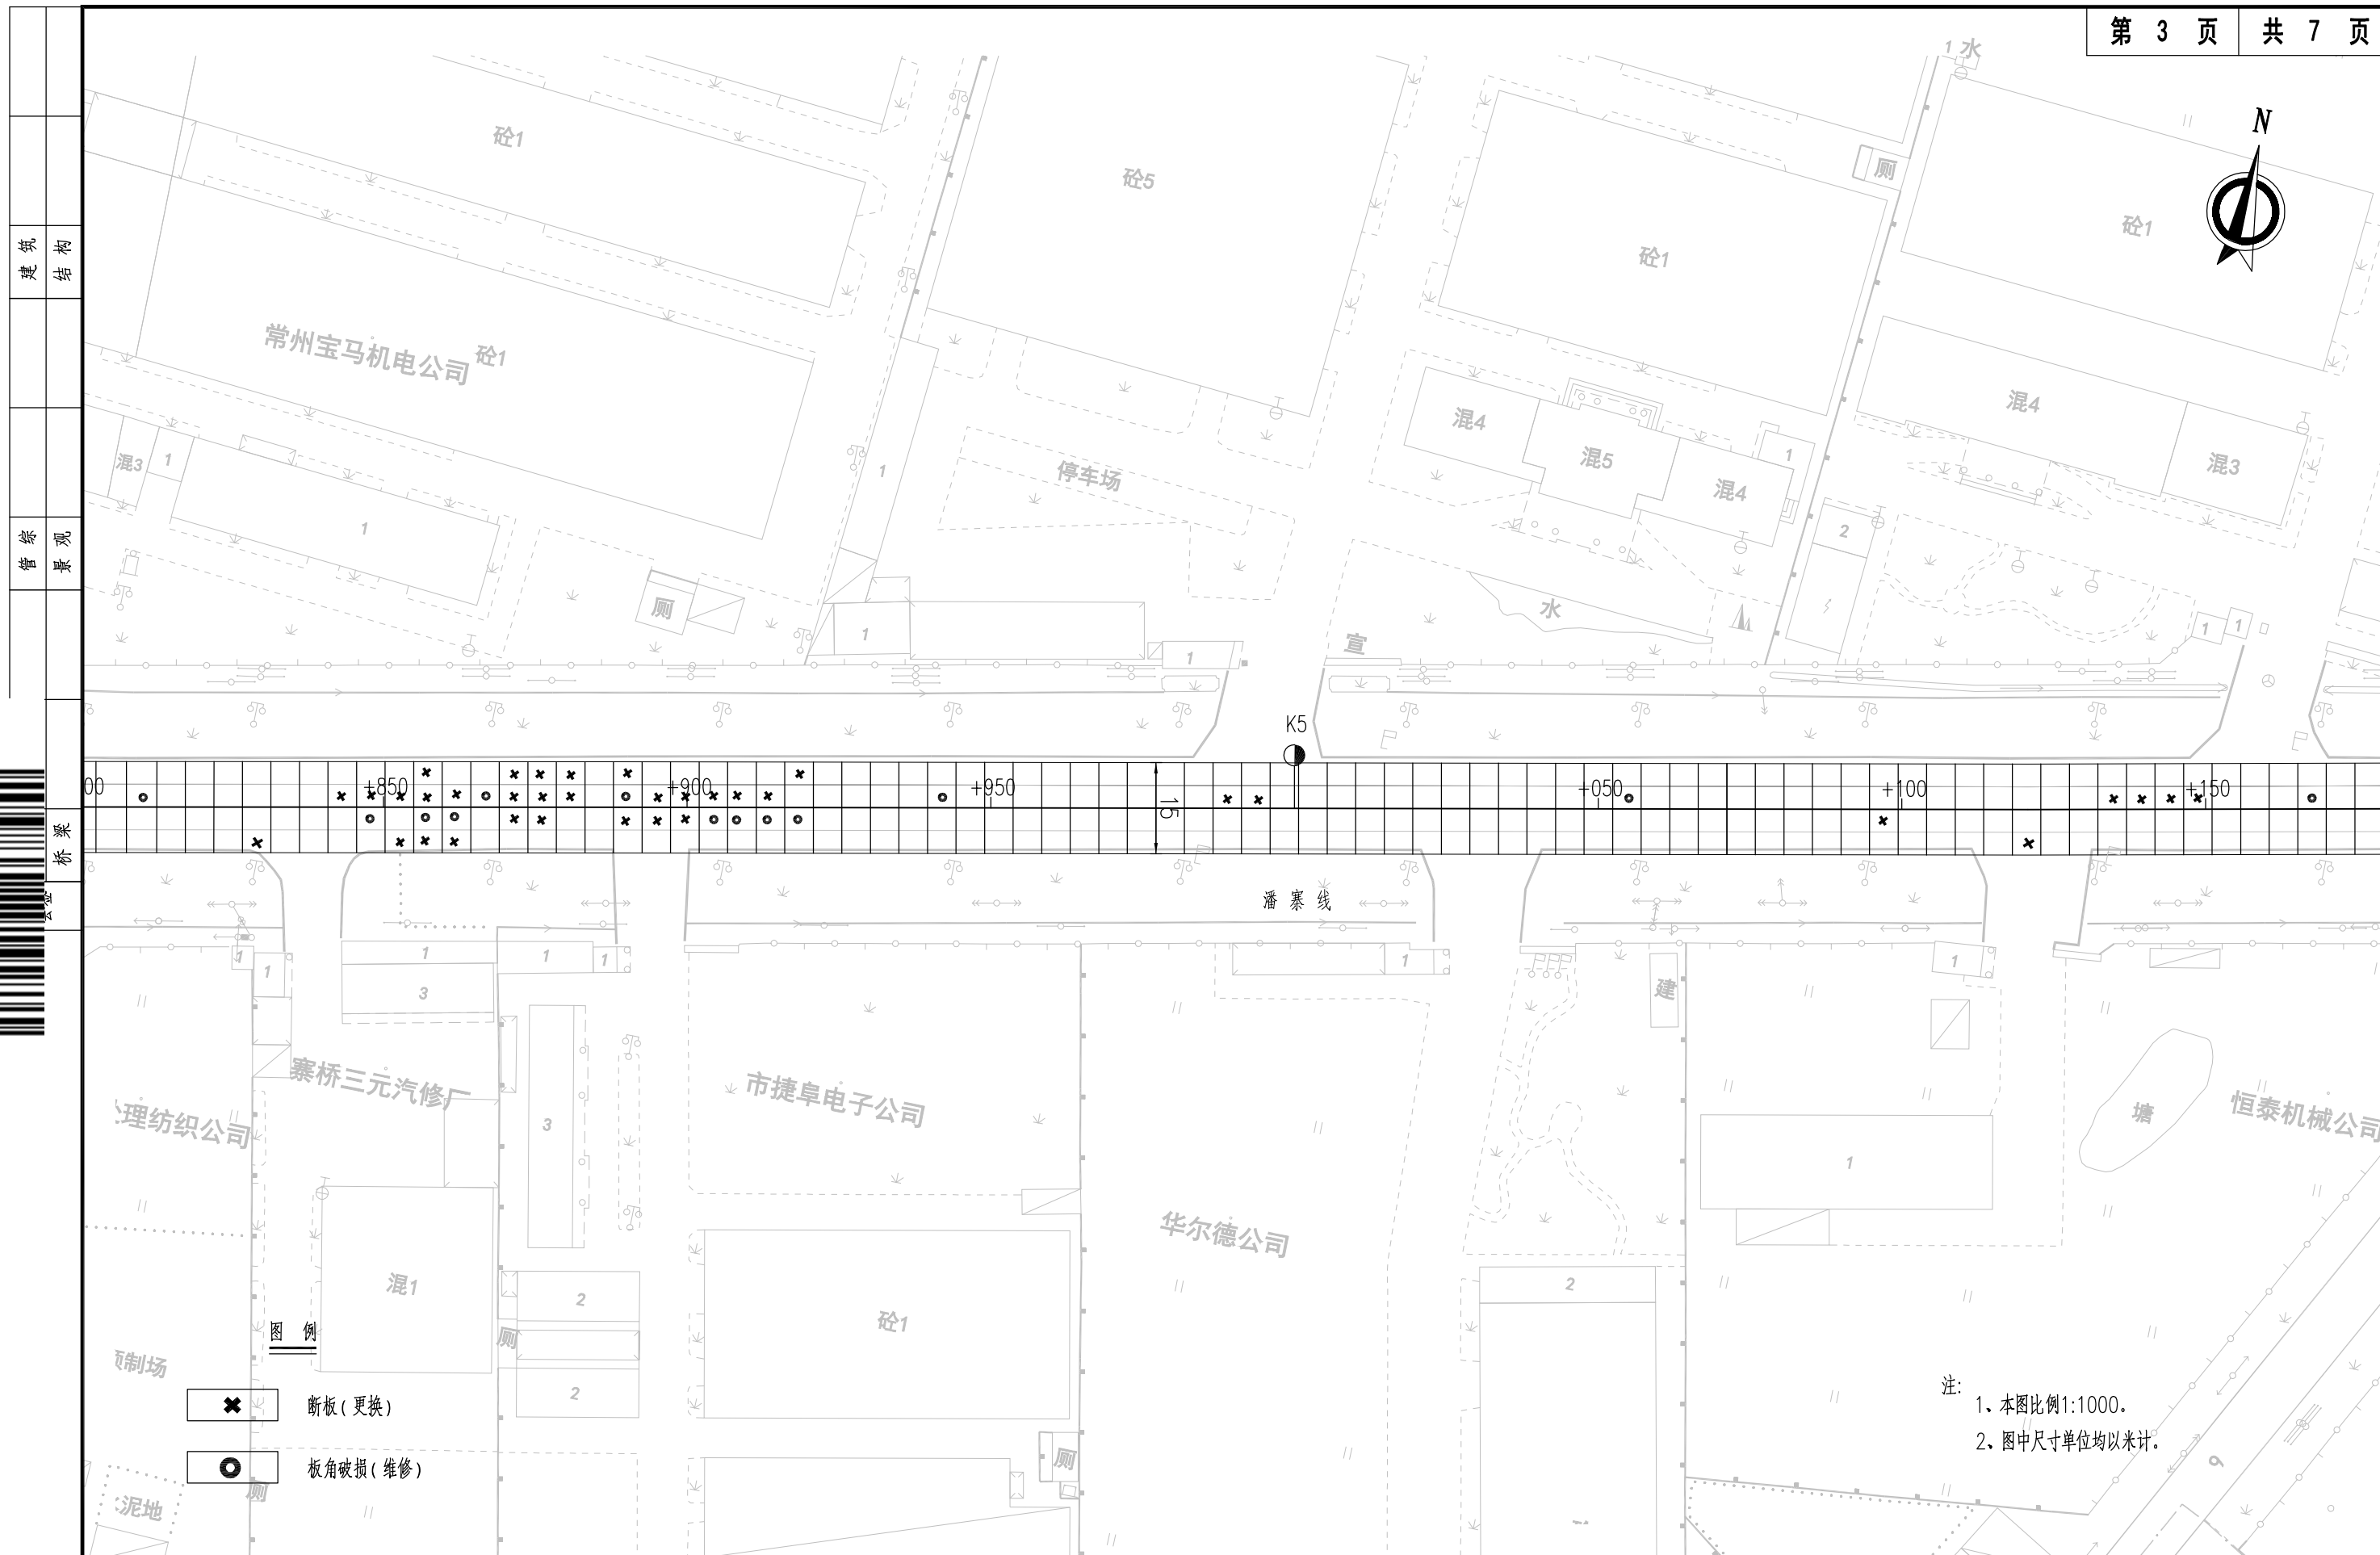 第 3 页 共 7 页
1 水
砼1
砼5
厕
砼1
砼1
建筑
结构
常州宝马机电公司 砼1
混4
混4
混3
1
1
混5
1
混3
停车场
混4
管综
景观
1
2
厕
水
1
宣
1
1
1
K5
00
+850
+900
+950
+050
+100
+150
15
桥梁
潘寨线
1
1
1
1
1
1
1
3
建
寨桥三元汽修厂
市捷阜电子公司
理纺织公司
3
塘
恒泰机械公司
1
华尔德公司
混1
2
2
图 例
厕
砼1
制场
2
断板(更换)
注:
1、本图比例1:1000。
2、图中尺寸单位均以米计。
厕
板角破损(维修)
9
厕
泥地